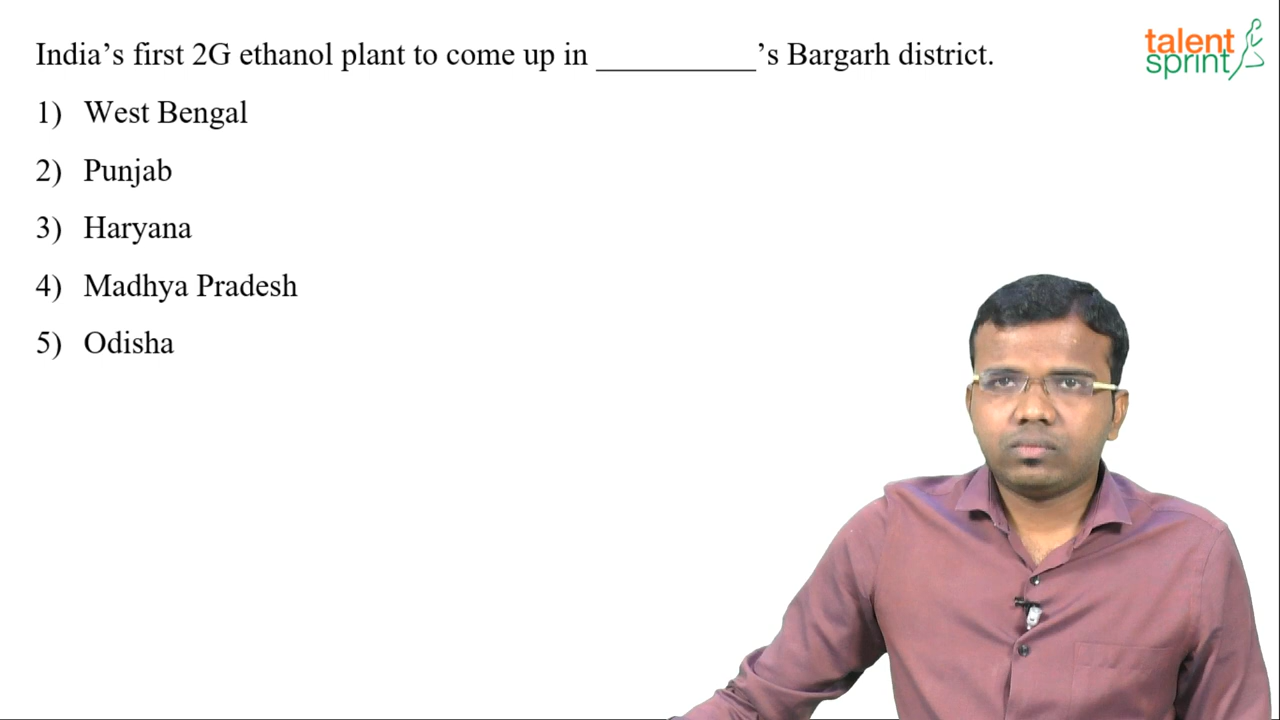 India’s first 2G ethanol plant to come up in __________’s Bargarh district.
1) West Bengal
2) Punjab
3) Haryana
4) Madhya Pradesh
5) Odisha
talent
sprint